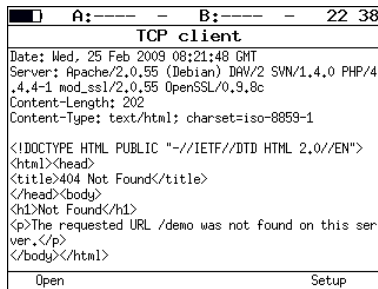 A:---- - B:---- - 22 38
TCP client
Date: Wed, 25 Feb 2009 08:21:48 GMT
Server: Apache/2.0.55 (Debian) DAV/2 SVN/1.4.0 PHP/4
.4.4-1 mod_ssl/2.0.55 OpenSSL/0.9.8c
Content-Length: 202
Content-Type: text/html; charset=iso-8859-1

<!DOCTYPE HTML PUBLIC "-//IETF//DTD HTML 2.0//EN">
<html><head>
<title>404 Not Found</title>
</head><body>
<h1>Not Found</h1>
<p>The requested URL /demo was not found on this ser
ver.</p>
</body></html>
Open Setup